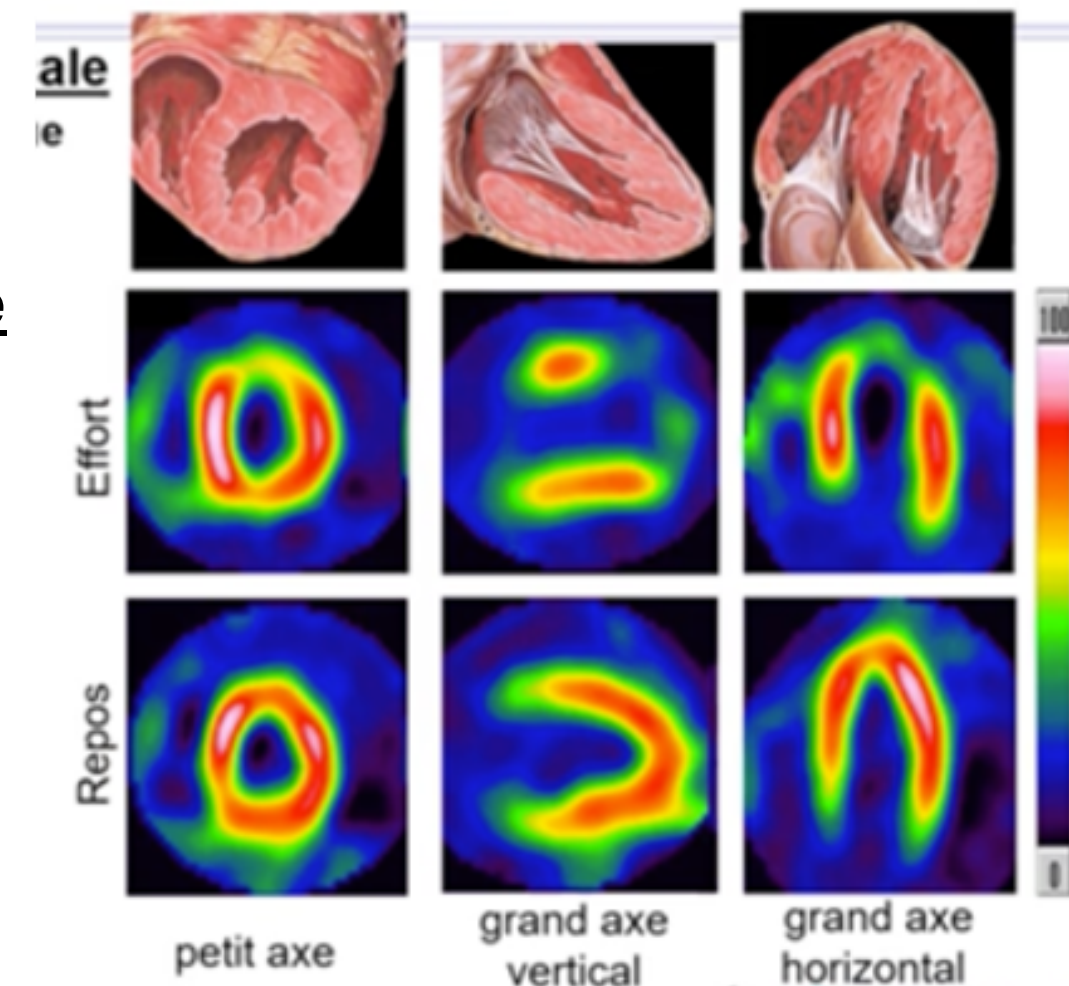 ale
e
e
100
Effort
Repos
0
petit axe
grand axe
vertical
grand axe
horizontal